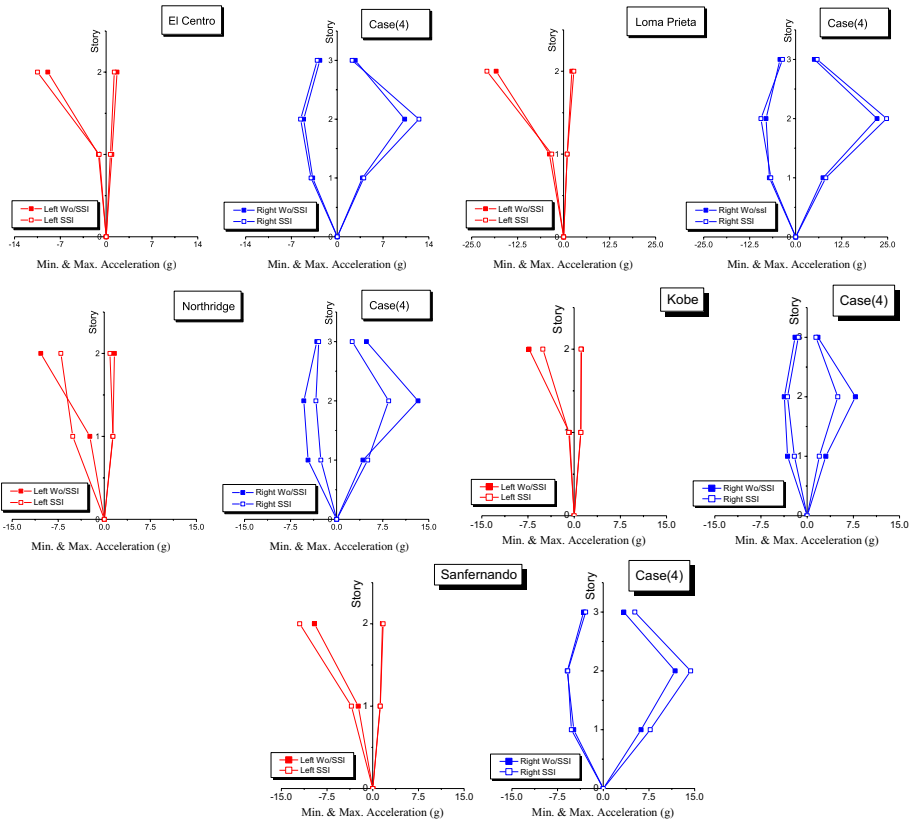 El Centro
Story
2
1
0
Left Wo/SSI
Left SSI
-14 -7 0 7 14
Min. & Max. Acceleration (g)
Case(4)
Story
3
2
1
0
Right Wo/SSI
Right SSI
-14 -7 0 7 14
Min. & Max. Acceleration (g)
Loma Prieta
Story
2
1
0
Left Wo/SSI
Left SSI
-25.0 -12.5 0.0 12.5 25.0
Min. & Max. Acceleration (g)
Case(4)
Story
3
2
1
0
Right Wo/ssI
Right SSI
-25.0 -12.5 0.0 12.5 25.0
Min. & Max. Acceleration (g)
Northridge
Story
2
1
0
Left Wo/SSI
Left SSI
-15.0 -7.5 0.0 7.5 15.0
Min. & Max. Acceleration (g)
Case(4)
Story
3
2
1
0
Right Wo/SSI
Right SSI
-15.0 -7.5 0.0 7.5 15.0
Min. & Max. Acceleration (g)
Kobe
Story
2
1
Left Wo/SSI
Left SSI
-15.0 -7.5 0.0 7.5 15.0
Min. & Max. Acceleration (g)
Case(4)
Story
3
2
1
0
Right Wo/SSI
Right SSI
-15.0 -7.5 0.0 7.5 15.0
Min. & Max. Acceleration (g)
Sanfernando
Story
2
1
0
Left Wo/SSI
Left SSI
-15.0 -7.5 0.0 7.5 15.0
Min. & Max. Acceleration (g)
Case(4)
Story
3
2
1
0
Right Wo/SSI
Right SSI
-15.0 -7.5 0.0 7.5 15.0
Min. & Max. Acceleration (g)